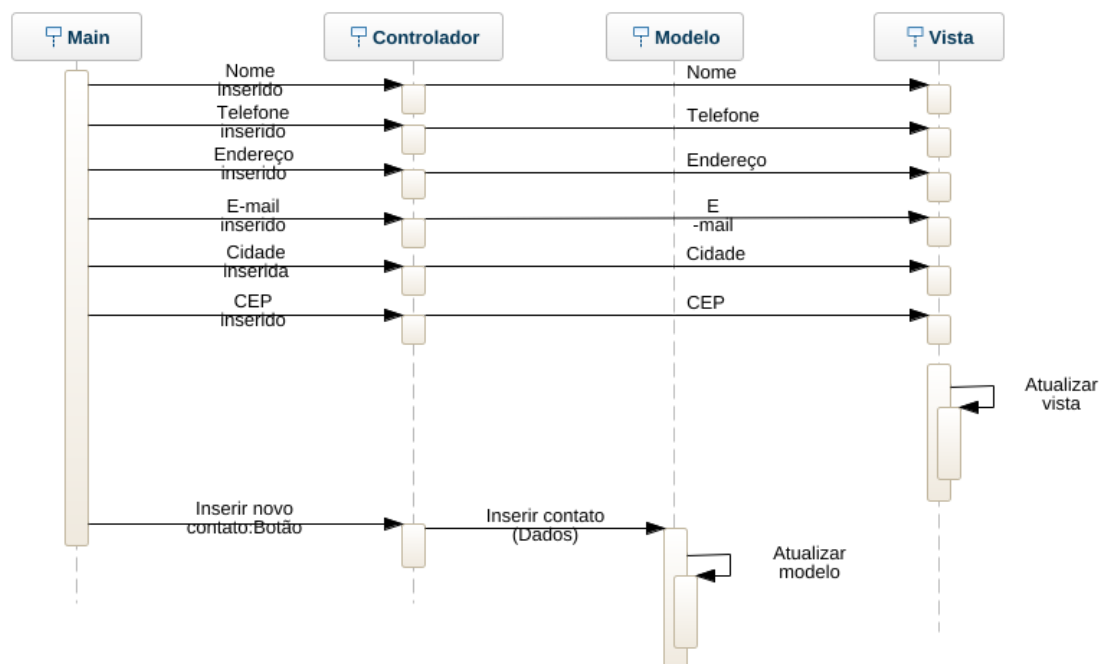 Main
Controlador
Modelo
Vista
Nome
inserido
Nome
Telefone
inserido
Telefone
Endereço
inserido
Endereço
E-mail
inserido
E
-mail
Cidade
inserida
Cidade
CEP
inserido
CEP
Atualizar
vista
Inserir novo
contato:Botão
Inserir contato
(Dados)
Atualizar
modelo